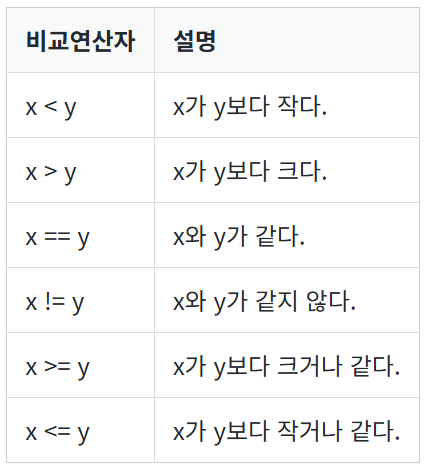 비교연산자 설명
x < y x가 y보다 작다.
x > y x가 y보다 크다.
x == y x와 y가 같다.
x != y x와 y가 같지 않다.
x >= y x가 y보다 크거나 같다.
x <= y x가 y보다 작거나 같다.